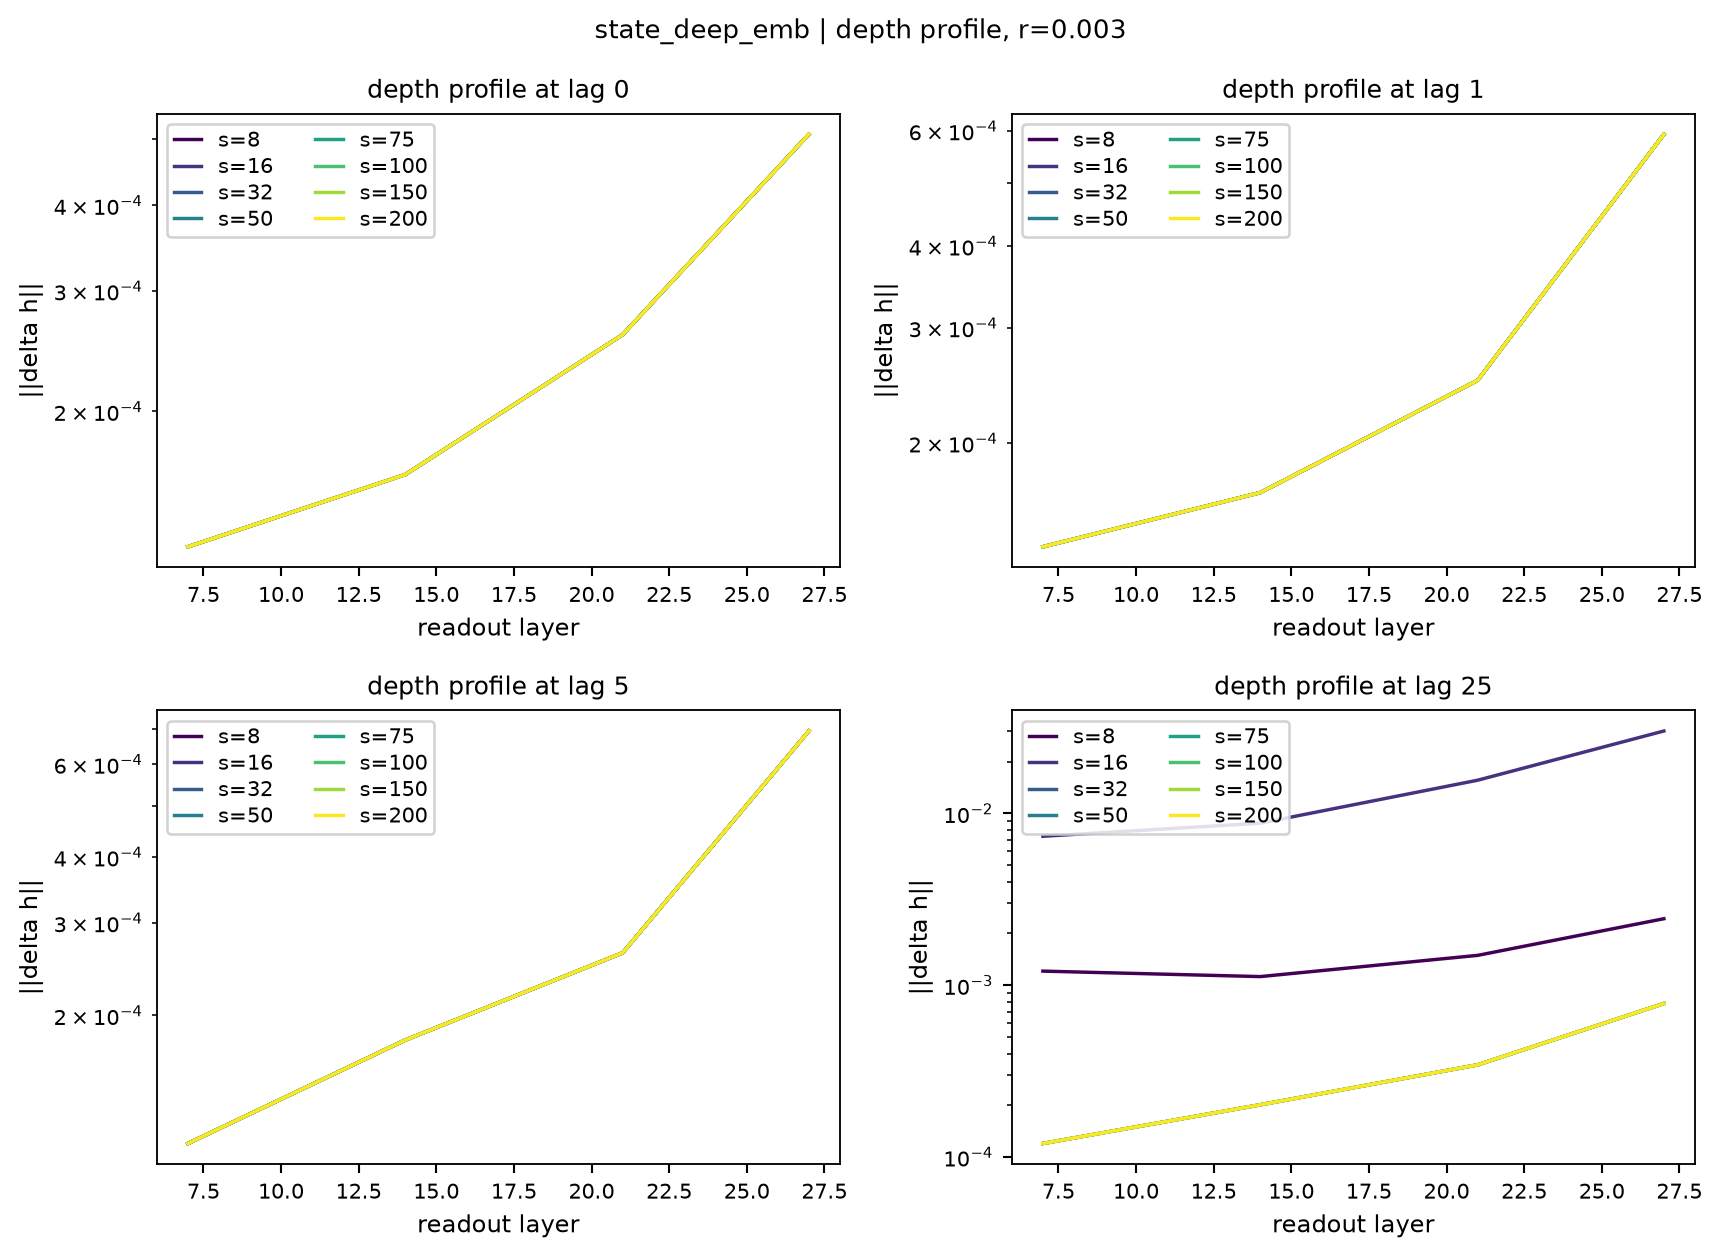 state_deep_emb | depth profile, r=0.003
depth profile at lag 0
||delta h||
4 × 10⁻⁴
3 × 10⁻⁴
2 × 10⁻⁴
s=8
s=16
s=32
s=50
s=75
s=100
s=150
s=200
7.5 10.0 12.5 15.0 17.5 20.0 22.5 25.0 27.5
readout layer
depth profile at lag 1
||delta h||
6 × 10⁻⁴
4 × 10⁻⁴
3 × 10⁻⁴
2 × 10⁻⁴
s=8
s=16
s=32
s=50
s=75
s=100
s=150
s=200
7.5 10.0 12.5 15.0 17.5 20.0 22.5 25.0 27.5
readout layer
depth profile at lag 5
||delta h||
6 × 10⁻⁴
4 × 10⁻⁴
3 × 10⁻⁴
2 × 10⁻⁴
s=8
s=16
s=32
s=50
s=75
s=100
s=150
s=200
7.5 10.0 12.5 15.0 17.5 20.0 22.5 25.0 27.5
readout layer
depth profile at lag 25
||delta h||
10⁻²
10⁻³
10⁻⁴
s=8
s=16
s=32
s=50
s=75
s=100
s=150
s=200
7.5 10.0 12.5 15.0 17.5 20.0 22.5 25.0 27.5
readout layer